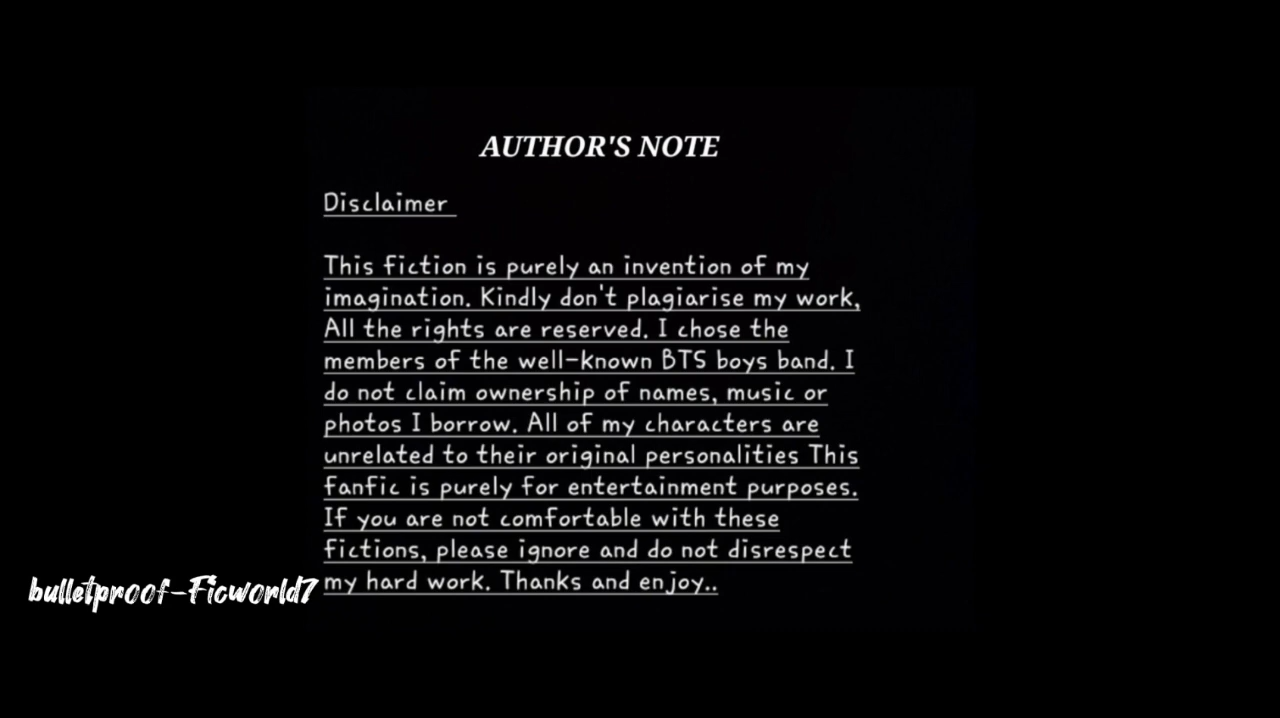 AUTHOR'S NOTE
Disclaimer
This fiction is purely an invention of my
imagination. Kindly don't plagiarise my work,
All the rights are reserved. I chose the
members of the well-known BTS boys band. I
do not claim ownership of names, music or
photos I borrow. All of my characters are
unrelated to their original personalities This
fanfic is purely for entertainment purposes.
If you are not comfortable with these
fictions, please ignore and do not disrespect
my hard work. Thanks and enjoy..
bulletproof-Ficworld7